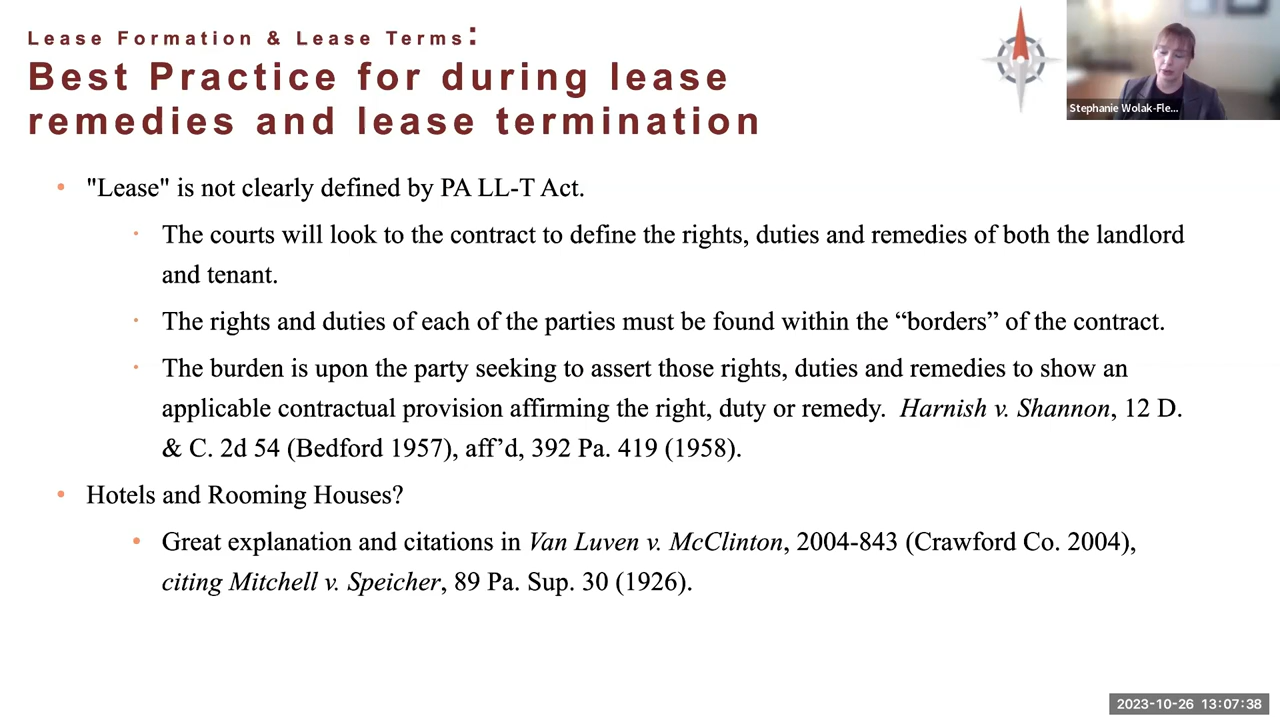 Lease Formation & Lease Terms:
Best Practice for during lease
remedies and lease termination
Stephanie Wolak-Fle...
• "Lease" is not clearly defined by PA LL-T Act.
• The courts will look to the contract to define the rights, duties and remedies of both the landlord
and tenant.
• The rights and duties of each of the parties must be found within the “borders” of the contract.
• The burden is upon the party seeking to assert those rights, duties and remedies to show an
applicable contractual provision affirming the right, duty or remedy. Harnish v. Shannon, 12 D.
& C. 2d 54 (Bedford 1957), aff’d, 392 Pa. 419 (1958).
• Hotels and Rooming Houses?
• Great explanation and citations in Van Luven v. McClinton, 2004-843 (Crawford Co. 2004),
citing Mitchell v. Speicher, 89 Pa. Sup. 30 (1926).
2023-10-26 13:07:38